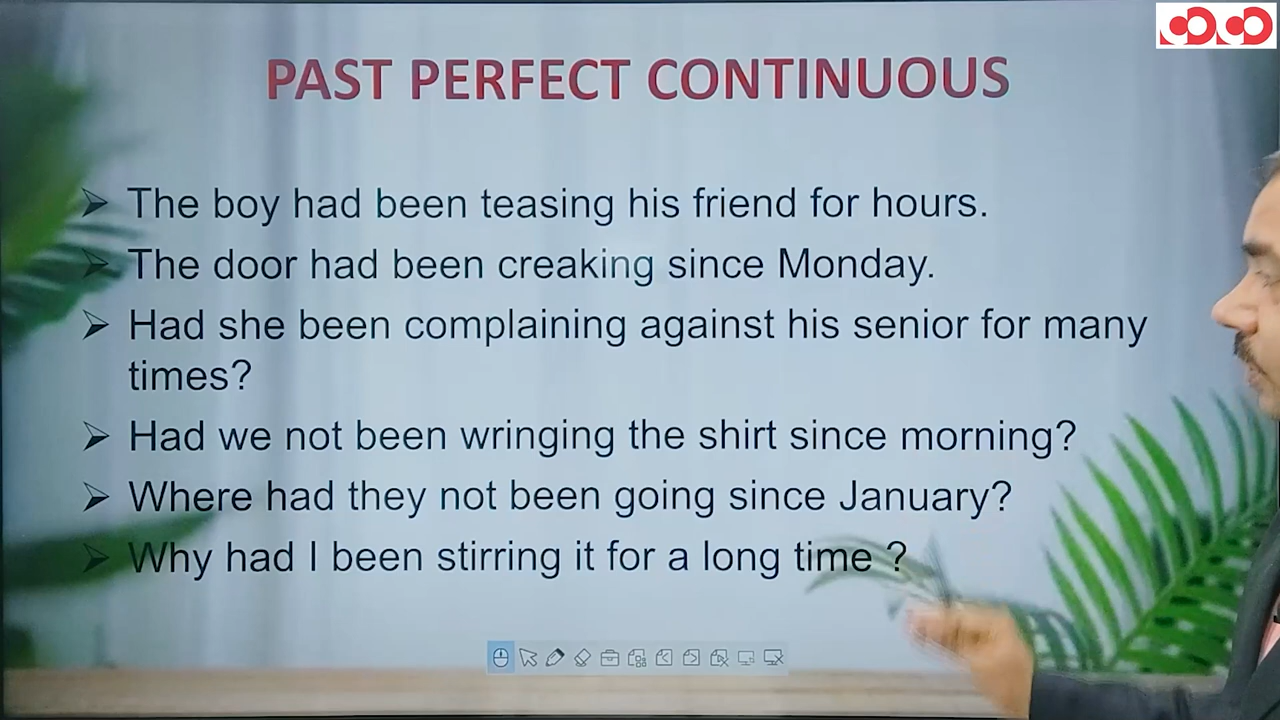 PAST PERFECT CONTINUOUS
The boy had been teasing his friend for hours.
The door had been creaking since Monday.
Had she been complaining against his senior for many
times?
Had we not been wringing the shirt since morning?
Where had they not been going since January?
Why had I been stirring it for a long time ?